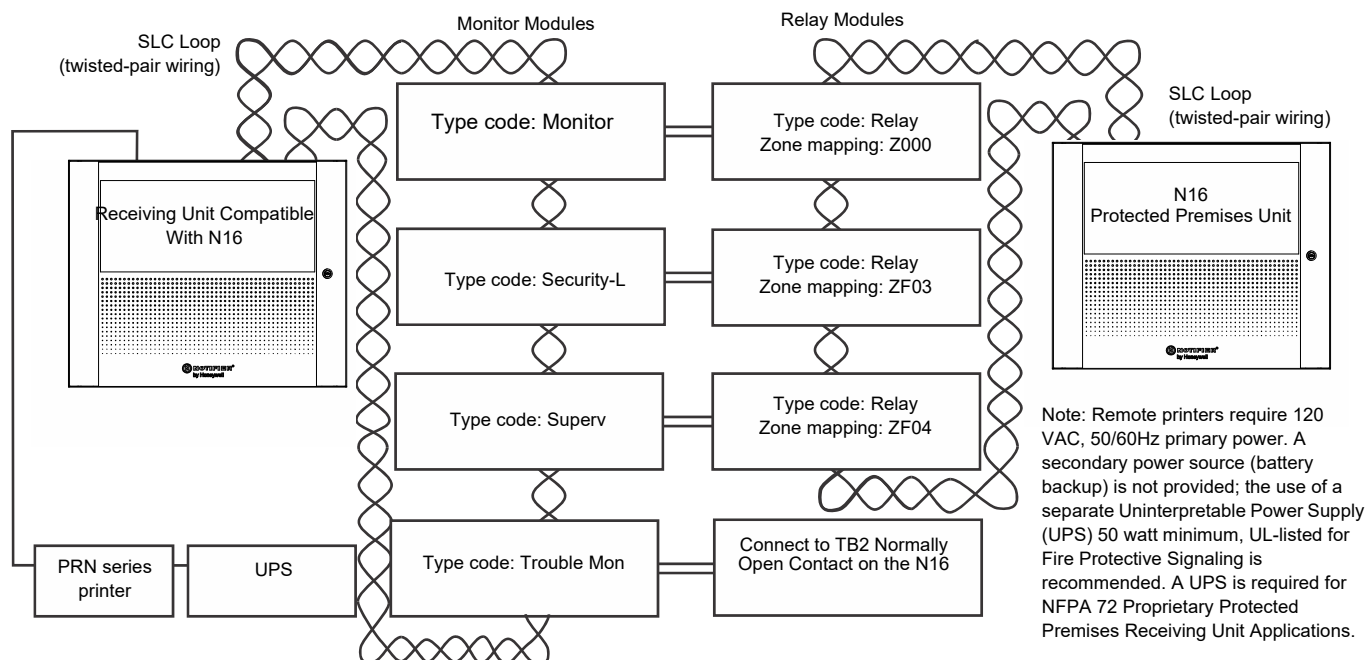 Monitor Modules
Relay Modules
SLC Loop
(twisted-pair wiring)
SLC Loop
(twisted-pair wiring)
Type code: Monitor
Type code: Relay
Zone mapping: Z000
Receiving Unit Compatible
With N16
N16
Protected Premises Unit
Type code: Security-L
Type code: Relay
Zone mapping: ZF03
NOTIFIER®
by Honeywell
NOTIFIER®
by Honeywell
Type code: Superv
Type code: Relay
Zone mapping: ZF04
Type code: Trouble Mon
Connect to TB2 Normally
Open Contact on the N16
PRN series
printer
UPS
Note: Remote printers require 120
VAC, 50/60Hz primary power. A
secondary power source (battery
backup) is not provided; the use of a
separate Uninterpretable Power Supply
(UPS) 50 watt minimum, UL-listed for
Fire Protective Signaling is
recommended. A UPS is required for
NFPA 72 Proprietary Protected
Premises Receiving Unit Applications.